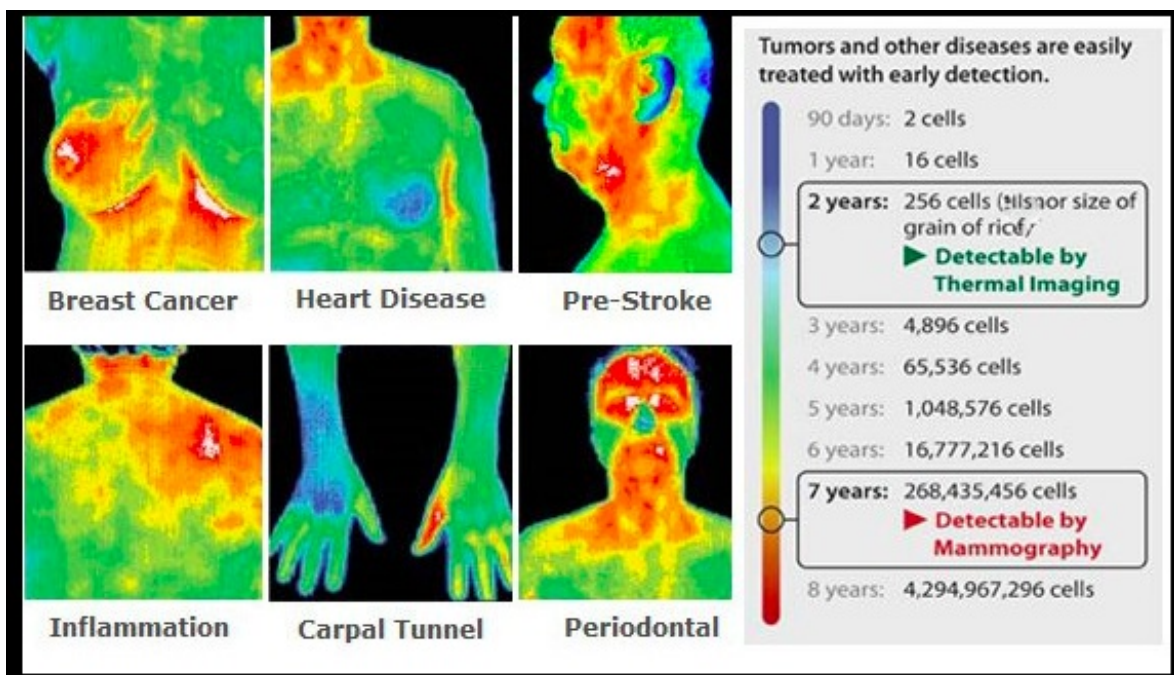 Breast Cancer
Heart Disease
Pre-Stroke
Inflammation
Carpal Tunnel
Periodontal
Tumors and other diseases are easily
treated with early detection.
90 days: 2 cells
1 year: 16 cells
2 years: 256 cells size of
grain of
Detectable by
Thermal Imaging
3 years: 4,896 cells
4 years: 65,536 cells
5 years: 1,048,576 cells
6 years: 16,777,216 cells
7 years: 268,435,456 cells
Detectable by
Mammography
8 years: 4,294,967,296 cells